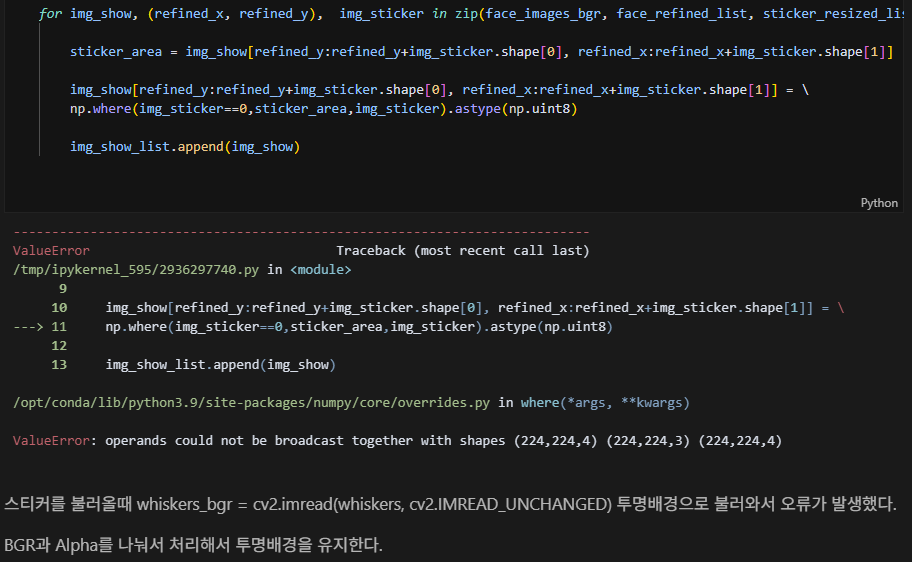 for img_show, (refined_x, refined_y),  img_sticker in zip(face_images_bgr, face_refined_list, sticker_resized_lis
sticker_area = img_show[refined_y:refined_y+img_sticker.shape[0], refined_x:refined_x+img_sticker.shape[1]]
img_show[refined_y:refined_y+img_sticker.shape[0], refined_x:refined_x+img_sticker.shape[1]] = \
np.where(img_sticker==0,sticker_area,img_sticker).astype(np.uint8)
img_show_list.append(img_show)
Python
---------------------------------------------------------------------------
ValueError                                Traceback (most recent call last)
/tmp/ipykernel_595/2936297740.py in <module>
      9
     10     img_show[refined_y:refined_y+img_sticker.shape[0], refined_x:refined_x+img_sticker.shape[1]] = \
---> 11     np.where(img_sticker==0,sticker_area,img_sticker).astype(np.uint8)
     12
     13     img_show_list.append(img_show)
/opt/conda/lib/python3.9/site-packages/numpy/core/overrides.py in where(*args, **kwargs)
ValueError: operands could not be broadcast together with shapes (224,224,4) (224,224,3) (224,224,4)
스티커를 불러올때 whiskers_bgr = cv2.imread(whiskers, cv2.IMREAD_UNCHANGED) 투명배경으로 불러와서 오류가 발생했다.
BGR과 Alpha를 나눠서 처리해서 투명배경을 유지한다.